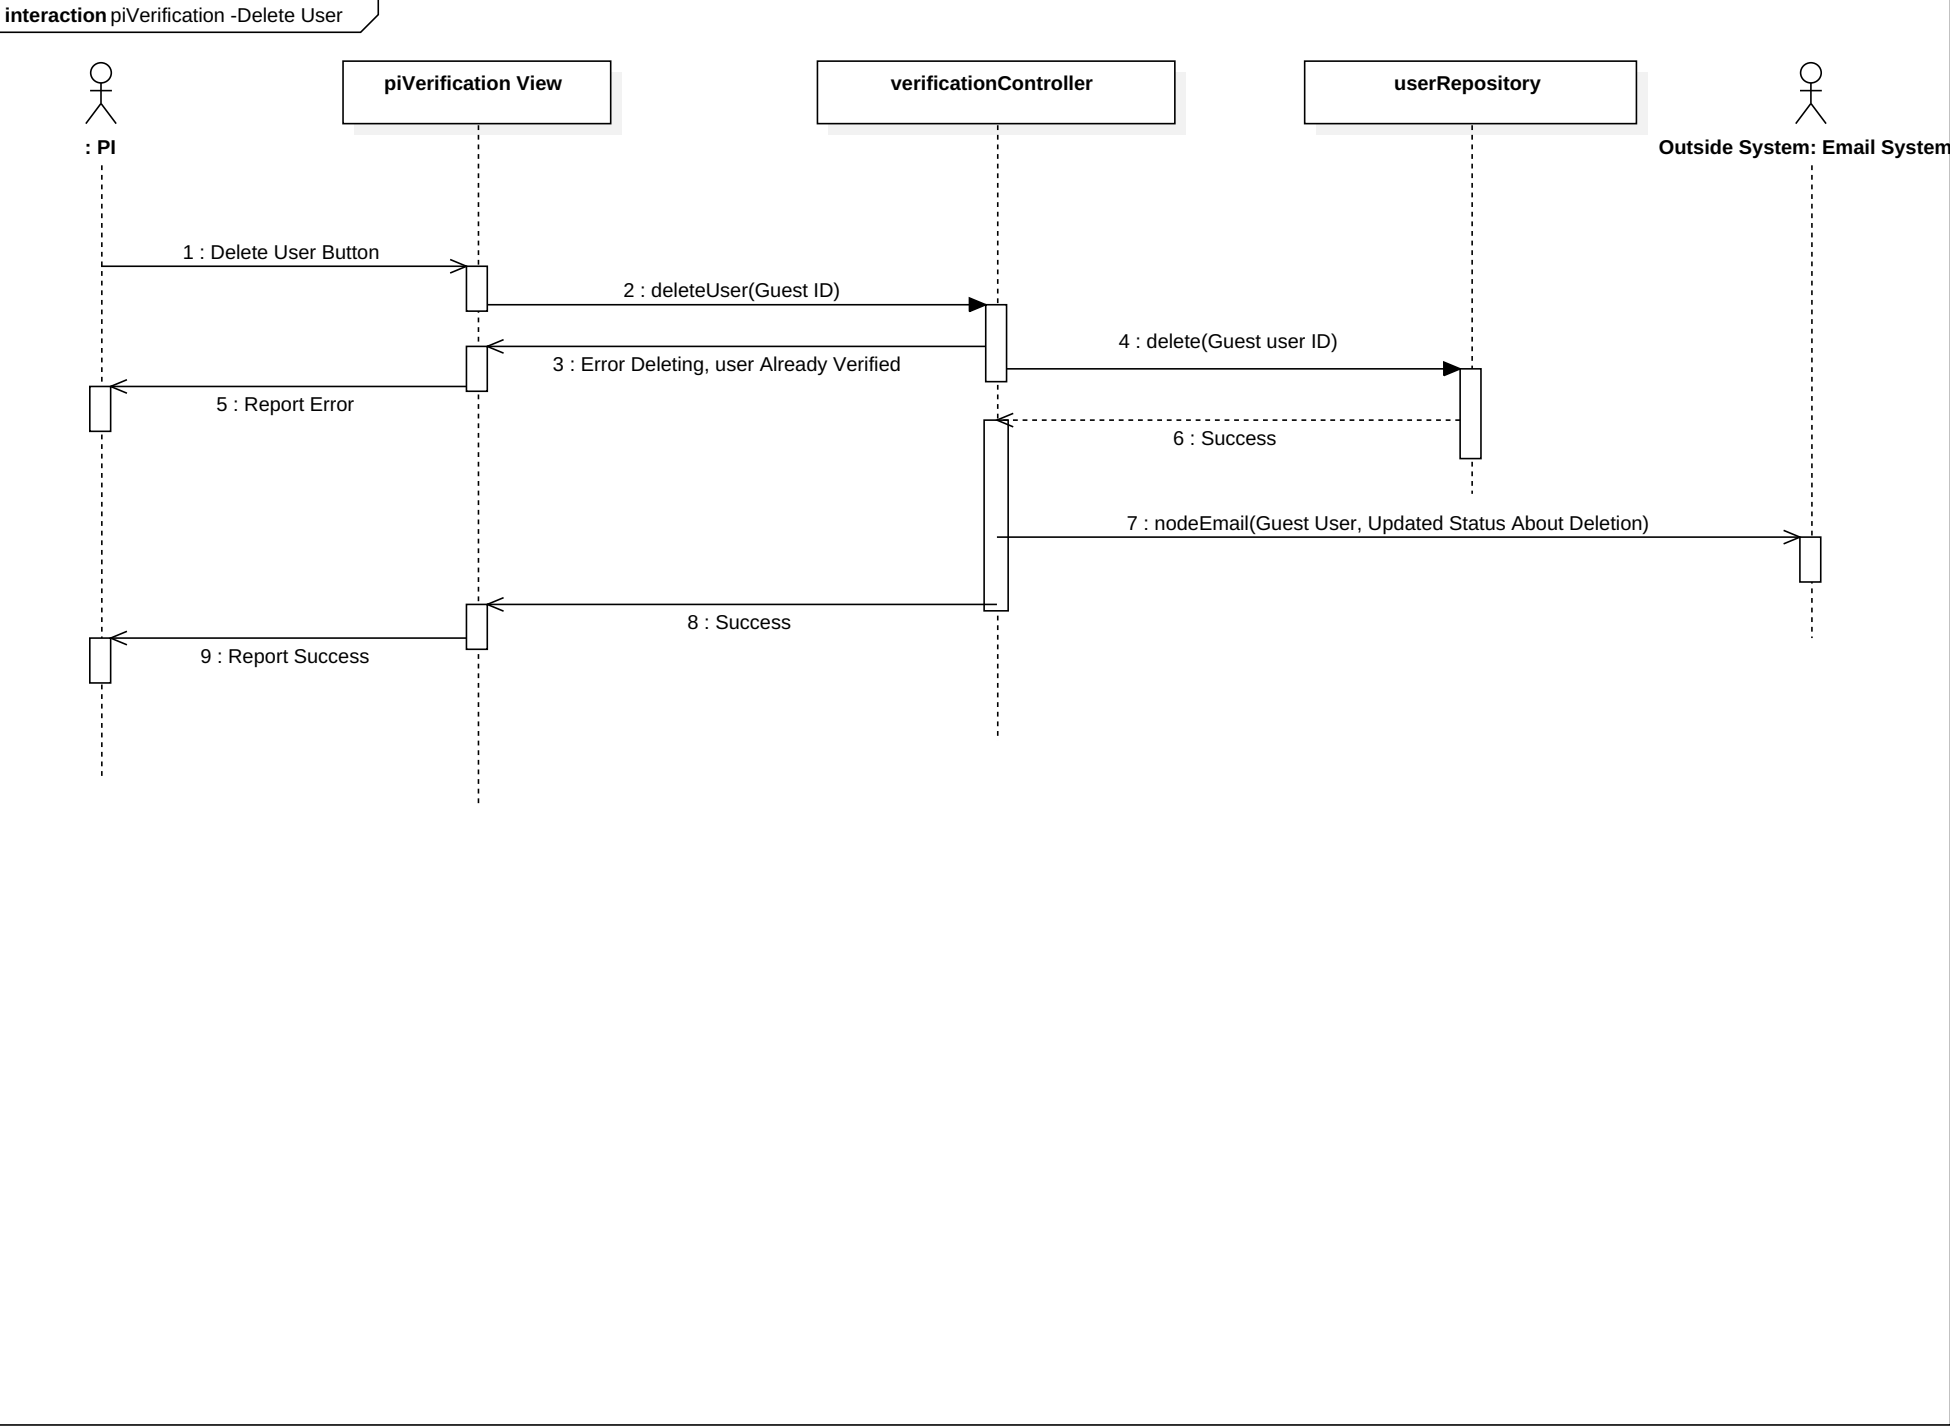 interaction piVerification -Delete User
piVerification View
verificationController
userRepository
: PI
Outside System: Email System
1 : Delete User Button
2 : deleteUser(Guest ID)
4 : delete(Guest user ID)
3 : Error Deleting, user Already Verified
5 : Report Error
6 : Success
7 : nodeEmail(Guest User, Updated Status About Deletion)
8 : Success
9 : Report Success